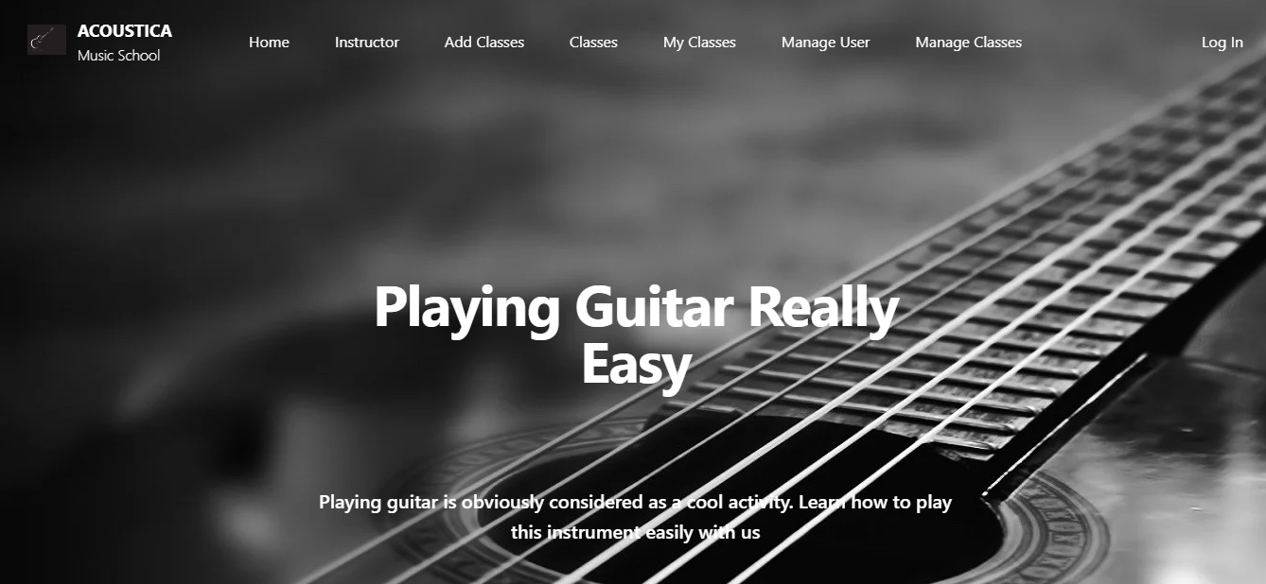 ACOUSTICA
Music School
Home Instructor Add Classes Classes My Classes Manage User Manage Classes Log In
Playing Guitar Really
Easy
Playing guitar is obviously considered as a cool activity. Learn how to play
this instrument easily with us